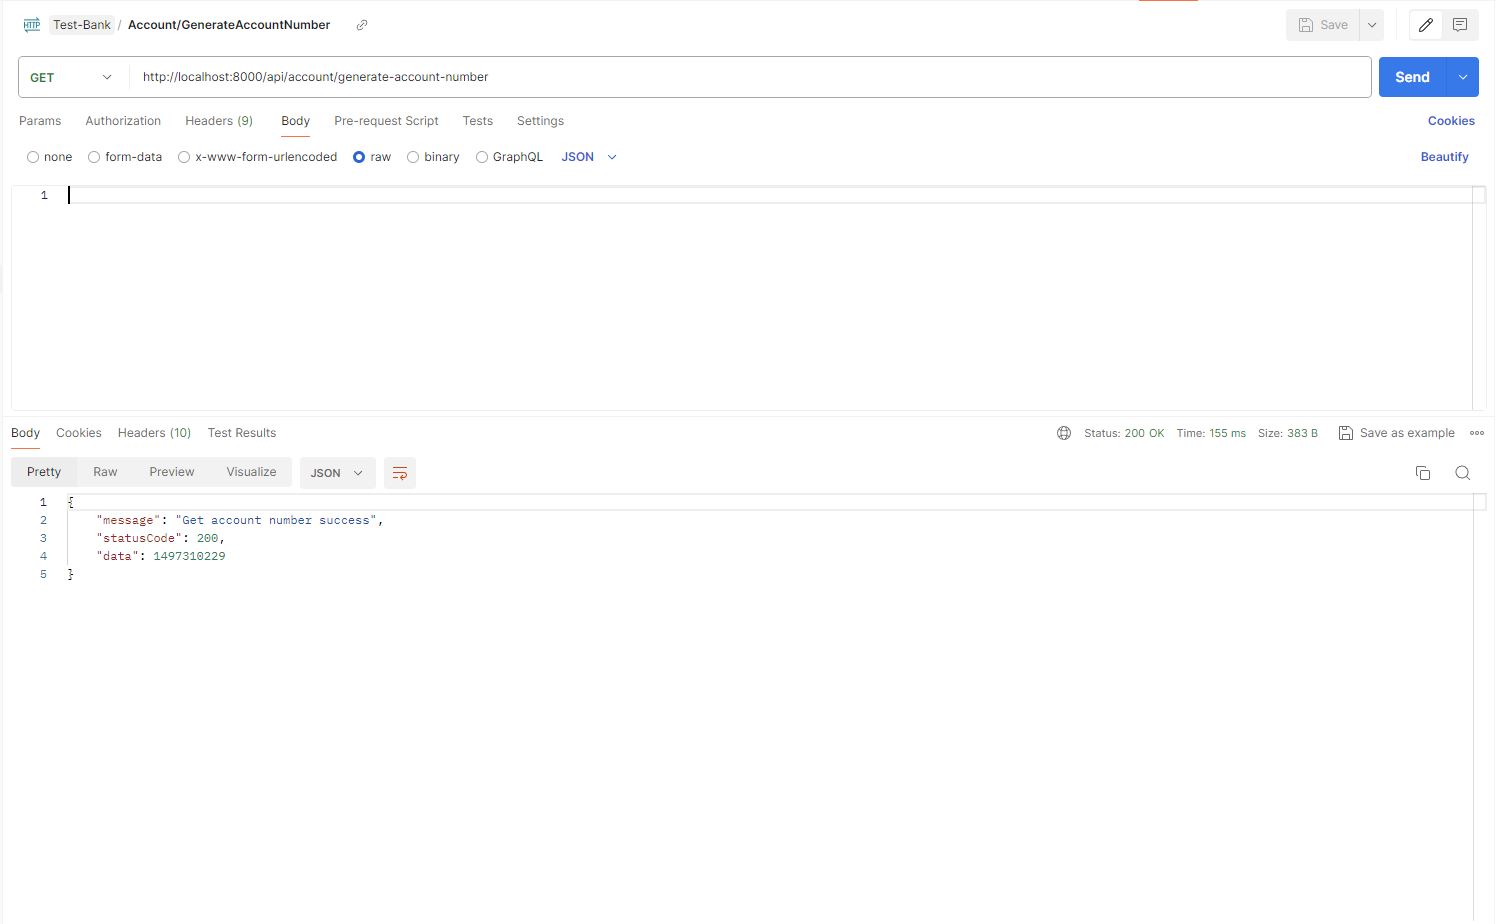 HTTP Test-Bank / Account/GenerateAccountNumber Save
GET http://localhost:8000/api/account/generate-account-number Send
Params Authorization Headers (9) Body Pre-request Script Tests Settings Cookies
none form-data x-www-form-urlencoded raw binary GraphQL JSON Beautify
1
Body Cookies Headers (10) Test Results Status: 200 OK Time: 155 ms Size: 383 B Save as example
Pretty Raw Preview Visualize JSON
1 {
2 "message": "Get account number success",
3 "statusCode": 200,
4 "data": 1497310229
5 }